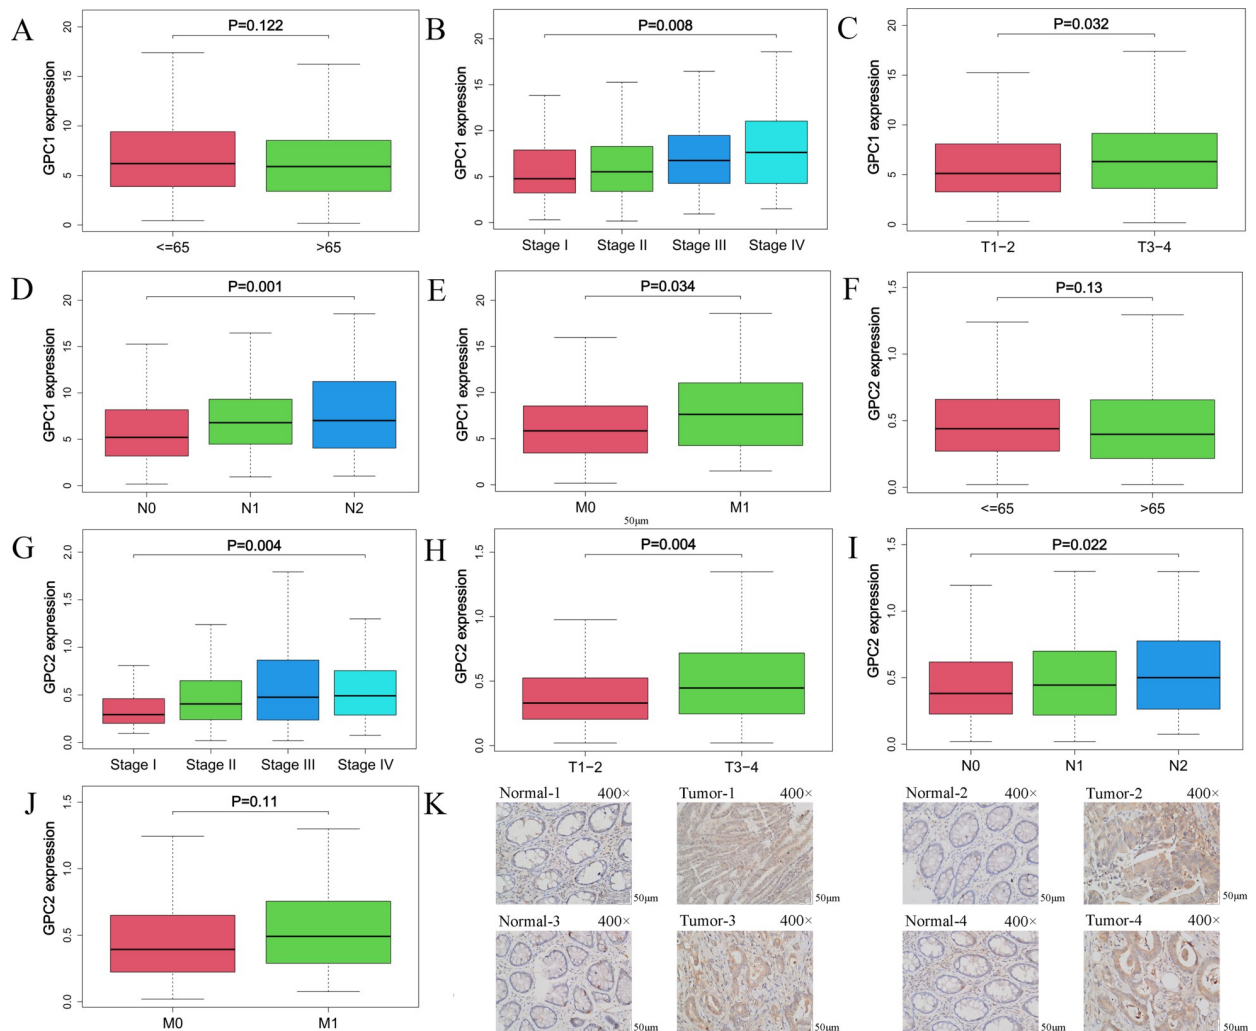 A
GPC1 expression
20
15
10
5
0
P=0.122
<=65
>65
B
GPC1 expression
20
15
10
5
0
P=0.008
Stage I
Stage II
Stage III
Stage IV
C
GPC1 expression
20
15
10
5
0
P=0.032
T1−2
T3−4
D
GPC1 expression
20
15
10
5
0
P=0.001
N0
N1
N2
E
GPC1 expression
20
15
10
5
0
P=0.034
M0
M1
50μm
F
GPC2 expression
1.5
1.0
0.5
0.0
P=0.13
<=65
>65
G
GPC2 expression
2.0
1.5
1.0
0.5
0.0
P=0.004
Stage I
Stage II
Stage III
Stage IV
H
GPC2 expression
1.5
1.0
0.5
0.0
P=0.004
T1−2
T3−4
I
GPC2 expression
1.5
1.0
0.5
0.0
P=0.022
N0
N1
N2
J
GPC2 expression
1.5
1.0
0.5
0.0
P=0.11
M0
M1
K
Normal-1 400×
50μm
Tumor-1 400×
50μm
Normal-2 400×
50μm
Tumor-2 400×
50μm
Normal-3 400×
50μm
Tumor-3 400×
50μm
Normal-4 400×
50μm
Tumor-4 400×
50μm